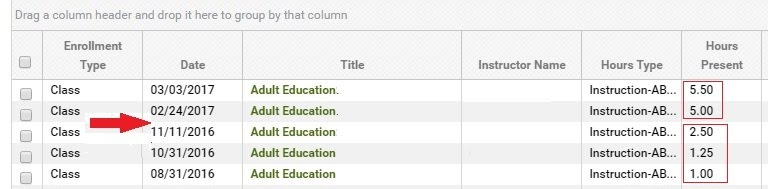 Drag a column header and drop it here to group by that column
Enrollment Type Date Title Instructor Name Hours Type Hours Present
Class 03/03/2017 Adult Education. Instruction-AB... 5.50
Class 02/24/2017 Adult Education. Instruction-AB... 5.00
Class 11/11/2016 Adult Education Instruction-AB... 2.50
Class 10/31/2016 Adult Education Instruction-AB... 1.25
Class 08/31/2016 Adult Education Instruction-AB... 1.00